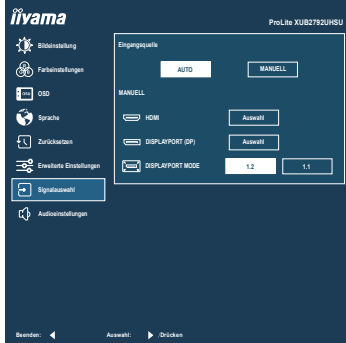 iiyama
ProLite XUB2792UHSU
Bildeinstellung
Farbeinstellungen
OSD
OSD
Sprache
Zurücksetzen
Erweiterte Einstellungen
Signalauswahl
Audioeinstellungen
Eingangsquelle
AUTO MANUELL
MANUELL
HDMI Auswahl
DISPLAYPORT (DP) Auswahl
DISPLAYPORT MODE 1.2 1.1
Beenden: Auswahl: /Drücken